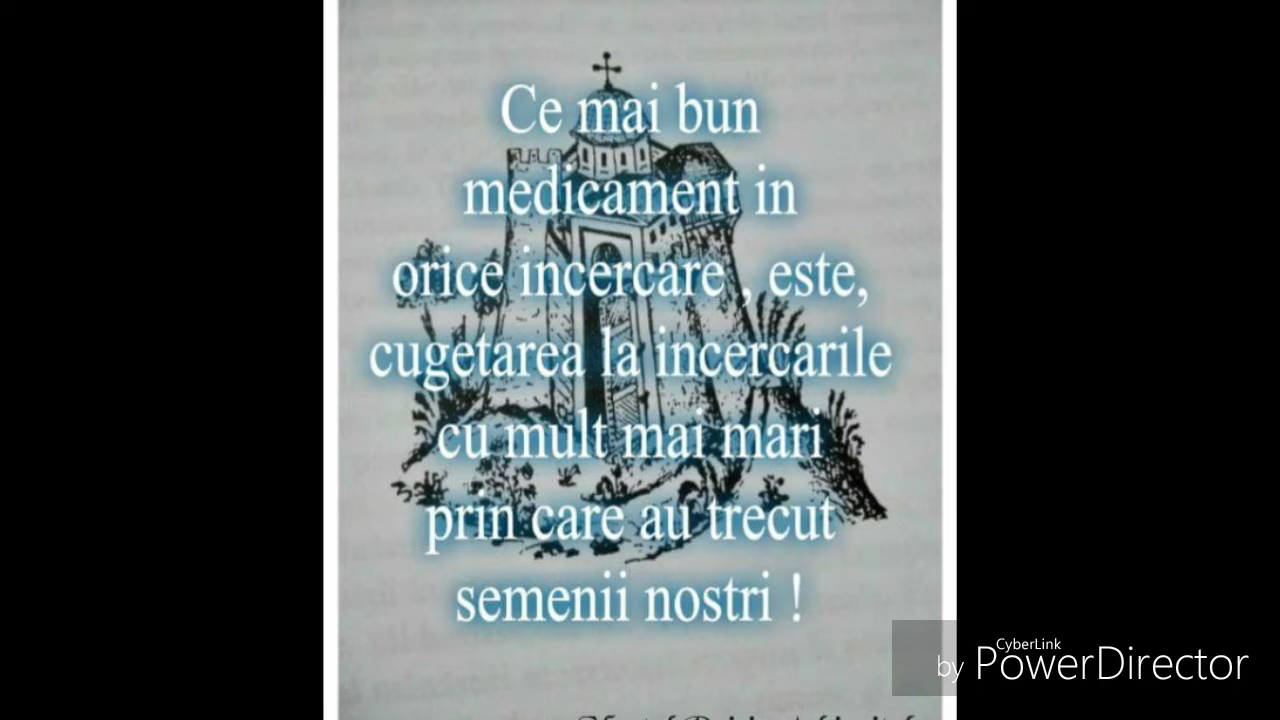 Ce mai bun
medicament in
orice incercare , este,
cugetarea la incercarile
cu mult mai mari
prin care au trecut
semenii nostri !
CyberLink
by PowerDirector